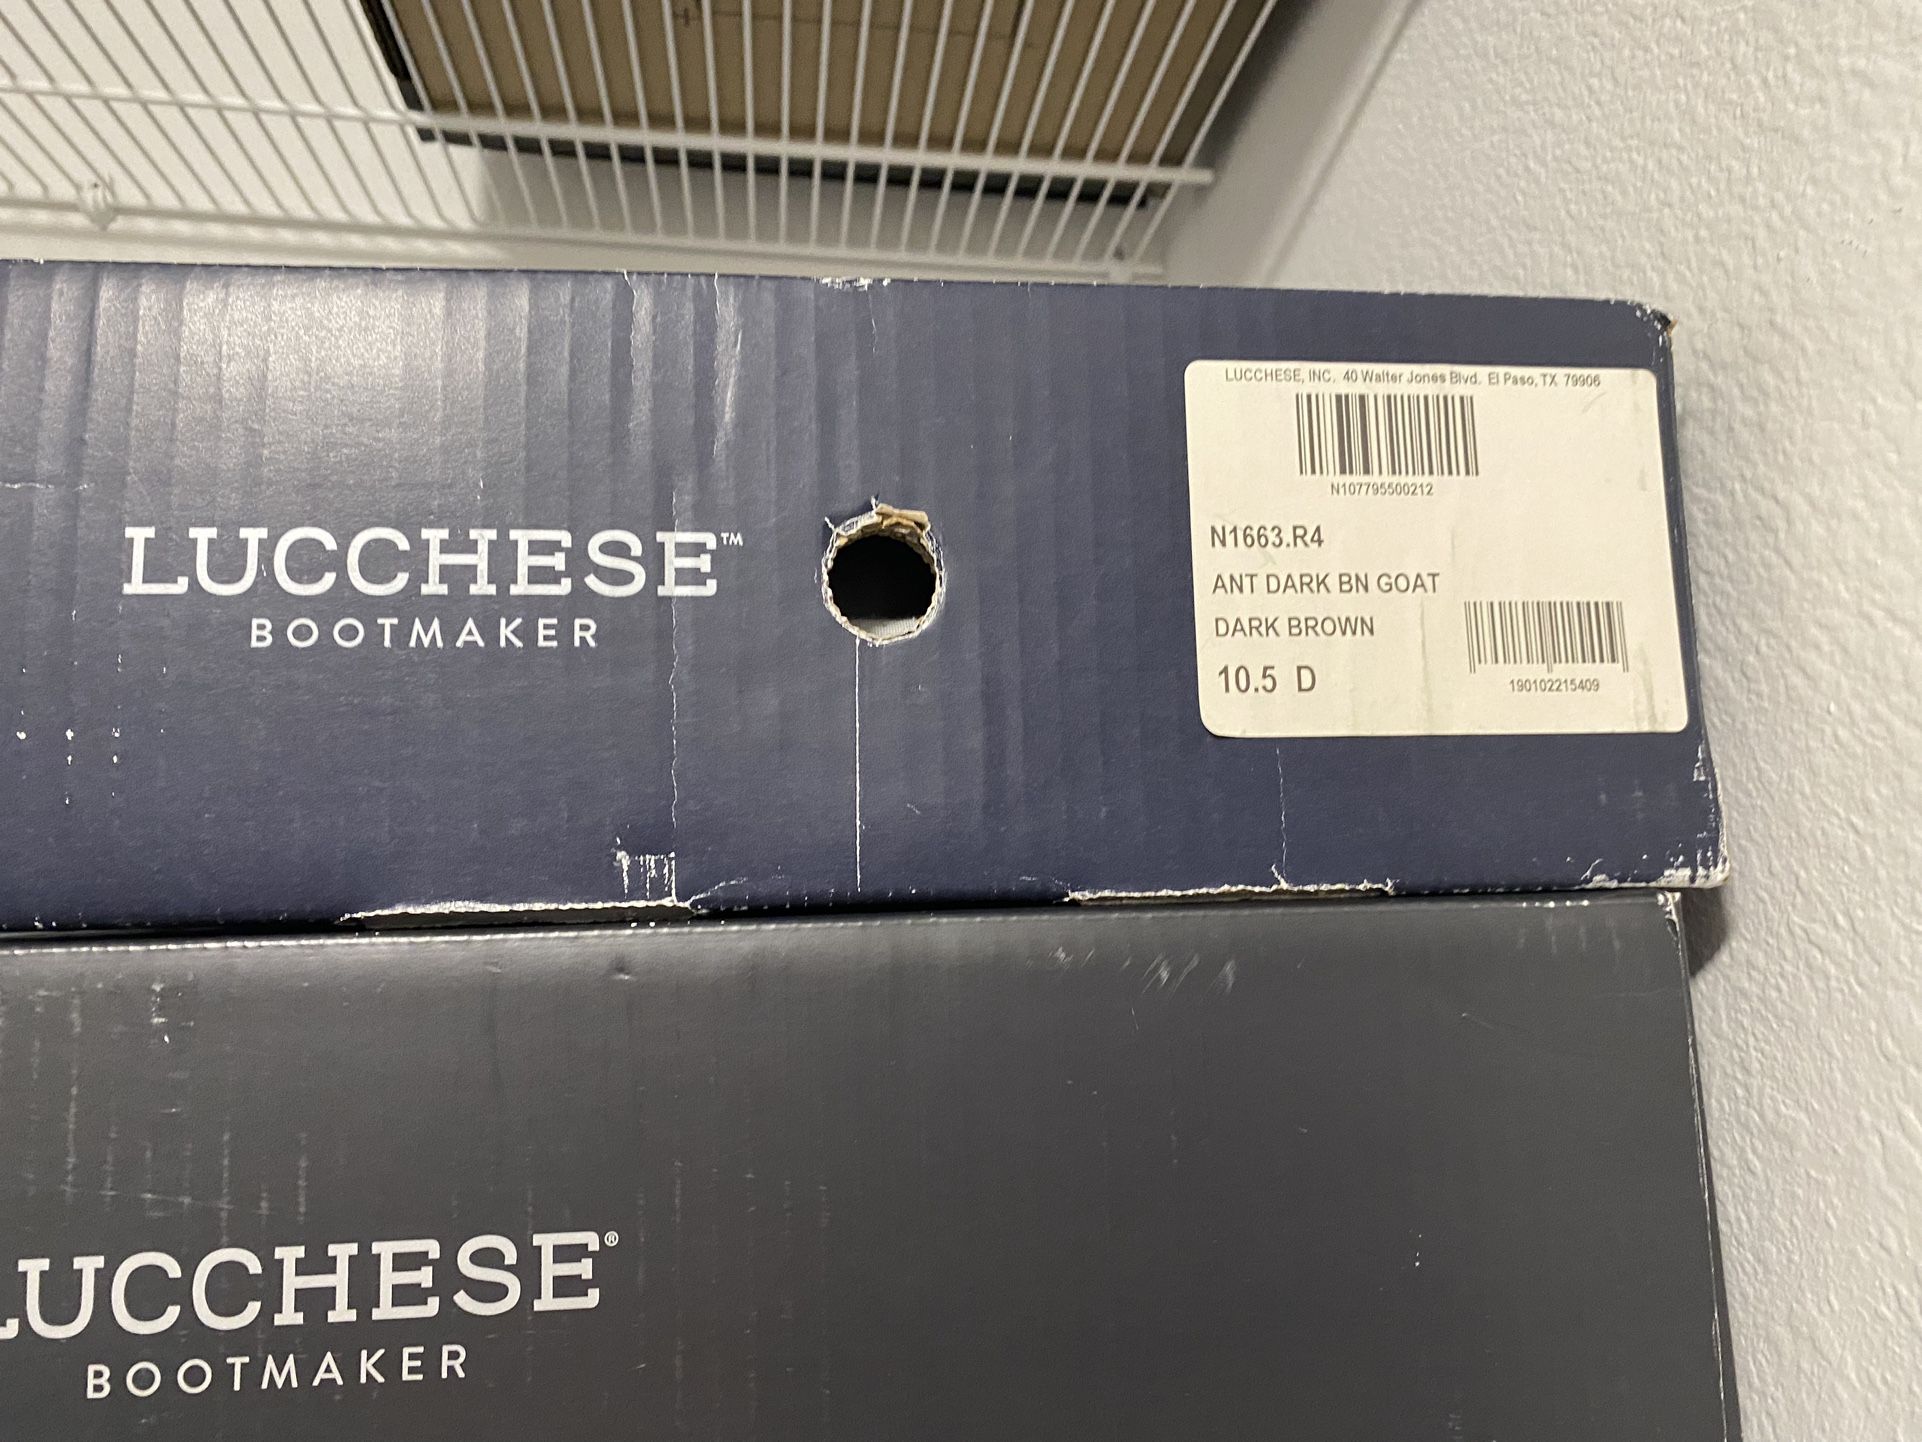 LUCCHESE™
BOOTMAKER
LUCCHESE, INC. 40 Walter Jones Blvd. El Paso, TX 79906
N107795500212
N1663.R4
ANT DARK BN GOAT
DARK BROWN
10.5 D
190102215409
LUCCHESE®
BOOTMAKER